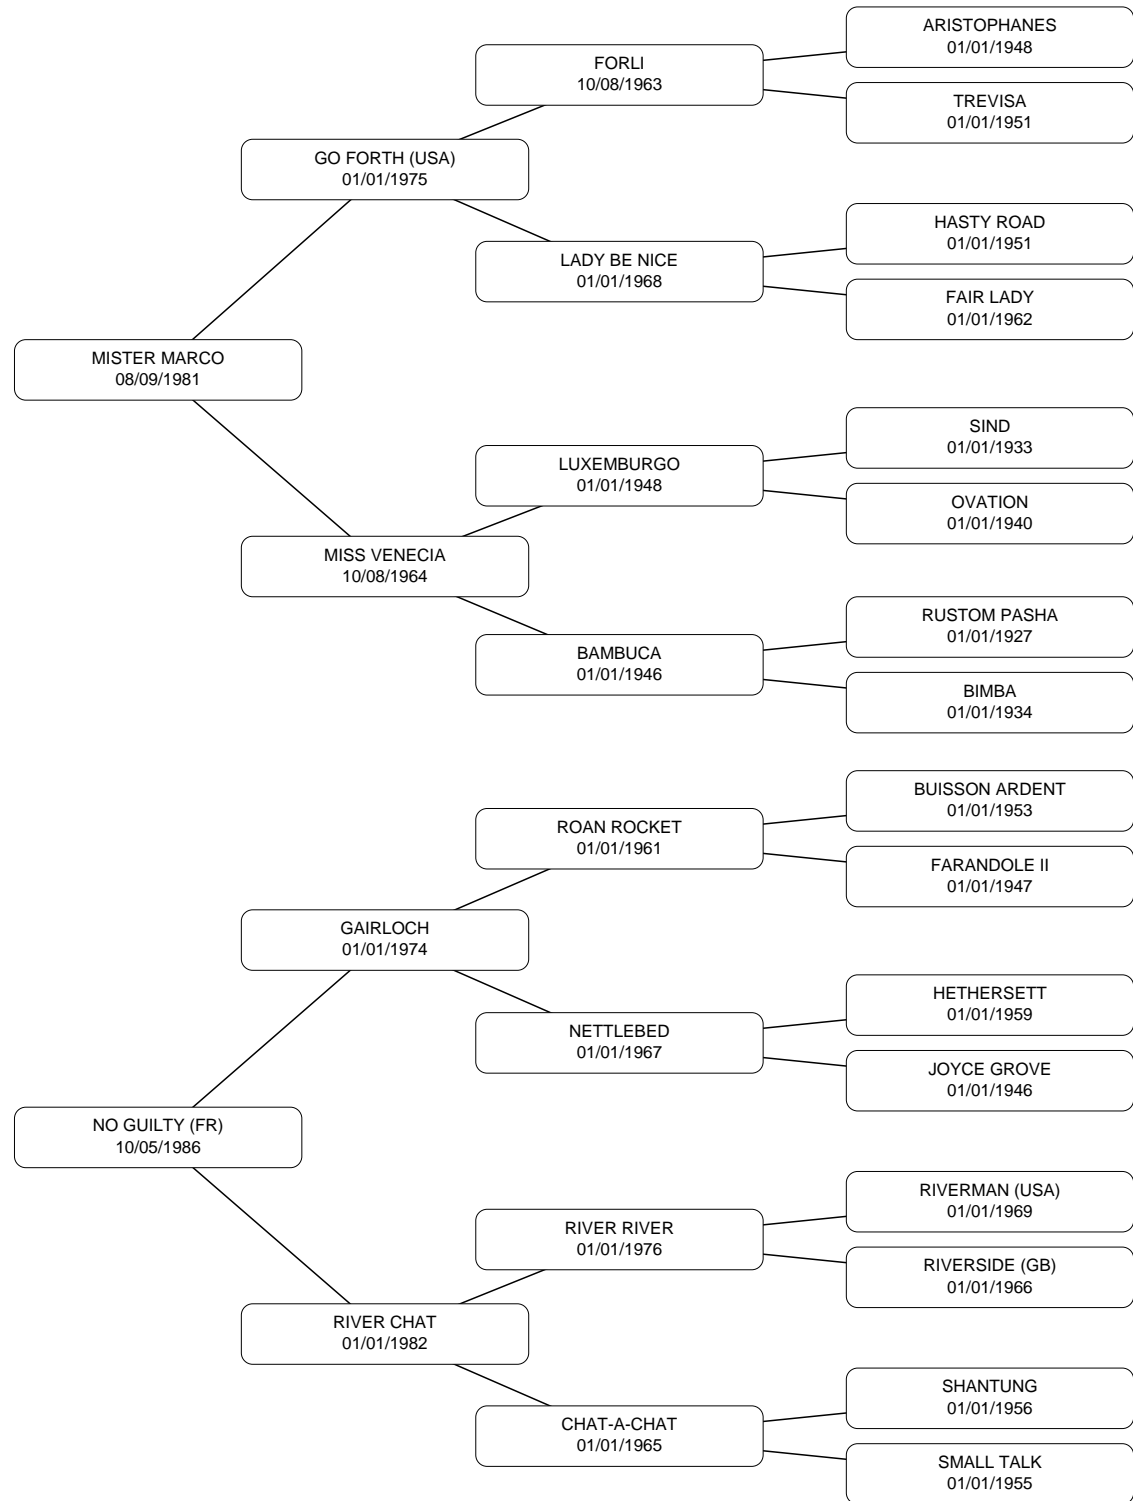 ARISTOPHANES
01/01/1948
FORLI
10/08/1963
TREVISA
01/01/1951
GO FORTH (USA)
01/01/1975
HASTY ROAD
01/01/1951
LADY BE NICE
01/01/1968
FAIR LADY
01/01/1962
MISTER MARCO
08/09/1981
SIND
01/01/1933
LUXEMBURGO
01/01/1948
OVATION
01/01/1940
MISS VENECIA
10/08/1964
RUSTOM PASHA
01/01/1927
BAMBUCA
01/01/1946
BIMBA
01/01/1934
BUISSON ARDENT
01/01/1953
ROAN ROCKET
01/01/1961
FARANDOLE II
01/01/1947
GAIRLOCH
01/01/1974
HETHERSETT
01/01/1959
NETTLEBED
01/01/1967
JOYCE GROVE
01/01/1946
NO GUILTY (FR)
10/05/1986
RIVERMAN (USA)
01/01/1969
RIVER RIVER
01/01/1976
RIVERSIDE (GB)
01/01/1966
RIVER CHAT
01/01/1982
SHANTUNG
01/01/1956
CHAT-A-CHAT
01/01/1965
SMALL TALK
01/01/1955